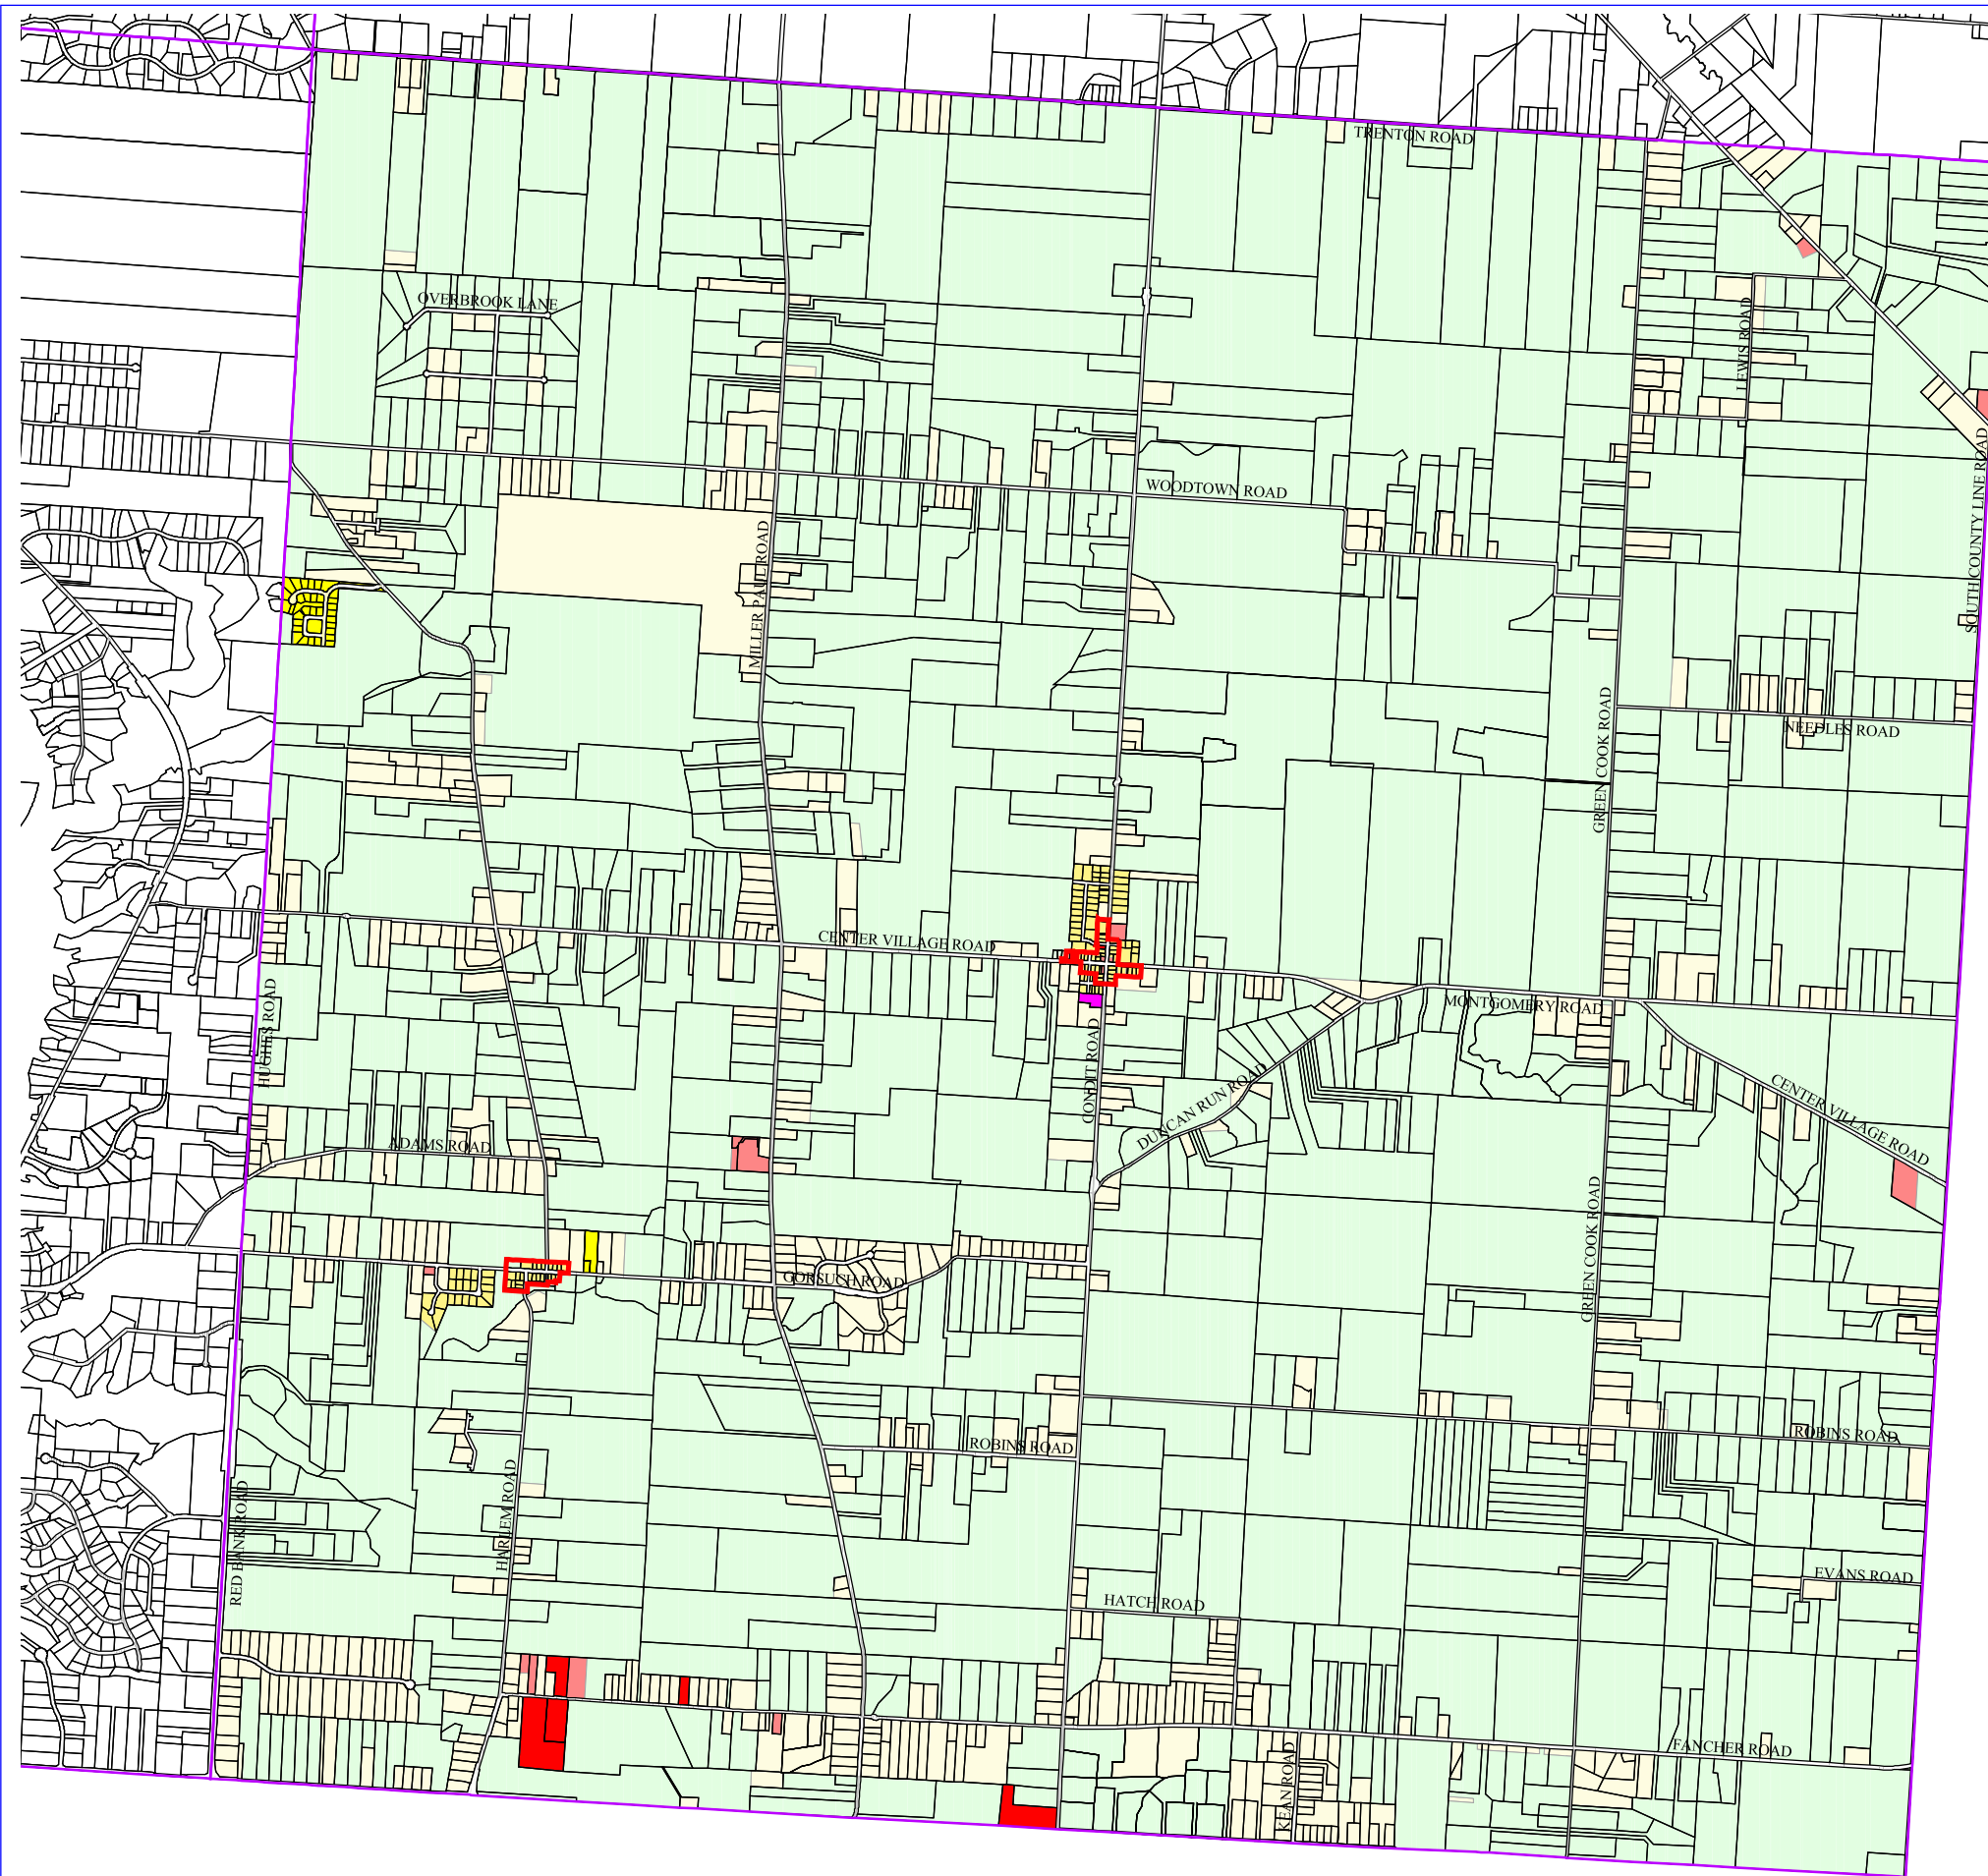 TRENTON ROAD
OVERBROOK LANE
LEWIS ROAD
WOODTOWN ROAD
SOUTH COUNTY LINE ROAD
MILLER PAUL ROAD
NEEDLES ROAD
GREEN COOK ROAD
CENTER VILLAGE ROAD
MONTGOMERY ROAD
HUGHES ROAD
CONDIT ROAD
DUNCAN RUN ROAD
CENTER VILLAGE ROAD
ADAMS ROAD
GREEN COOK ROAD
GORSUCH ROAD
ROBINS ROAD
ROBINS ROAD
HARLEM ROAD
RED BANK ROAD
EVANS ROAD
HATCH ROAD
FANCHER ROAD
KEAN ROAD